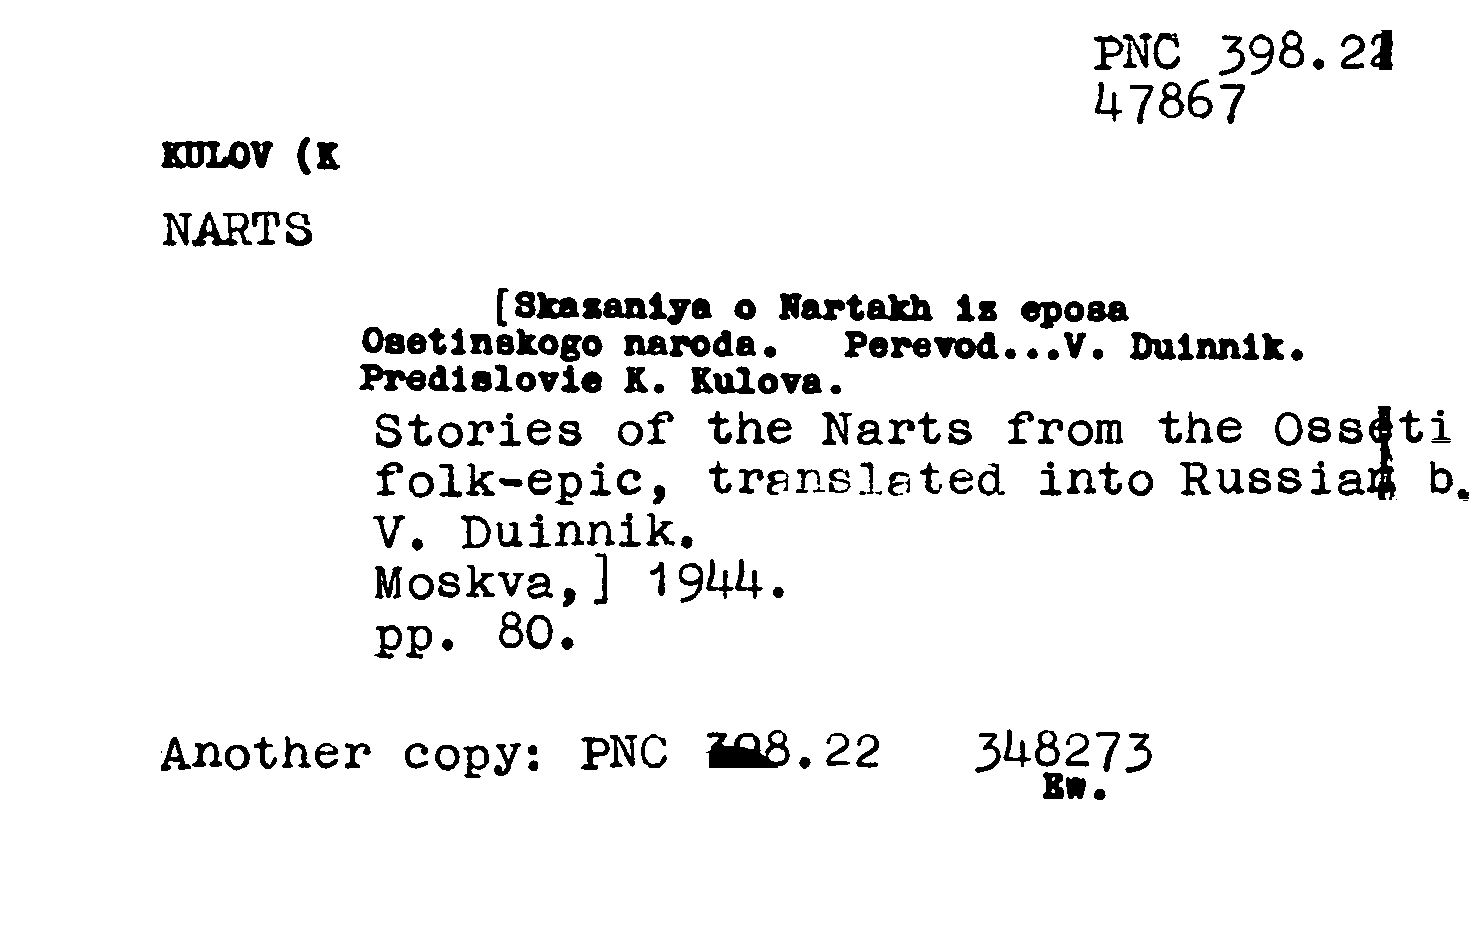 PNC 398.22
47867
KULOV (K
NARTS
[Skazaniya o Nartakh iz eposa
Osetinskogo naroda. Perevod...V. Duinnik.
Predislovie K. Kulova.
Stories of the Narts from the Osseti
folk-epic, translated into Russian b.
V. Duinnik.
Moskva,] 1944.
pp. 80.
Another copy: PNC 398.22 348273
Ew.